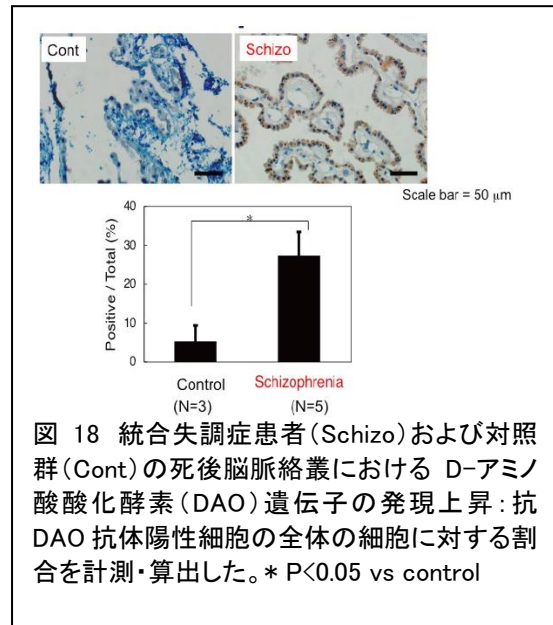 Cont
Schizo
Scale bar = 50 μm
*
Positive / Total (%)
40
30
20
10
0
Control
Schizophrenia
(N=3)
(N=5)
図 18 統合失調症患者(Schizo)および対照
群(Cont)の死後脳脈絡叢における D-アミノ
酸酸化酵素(DAO)遺伝子の発現上昇:抗
DAO 抗体陽性細胞の全体の細胞に対する割
合を計測・算出した。* P<0.05 vs control